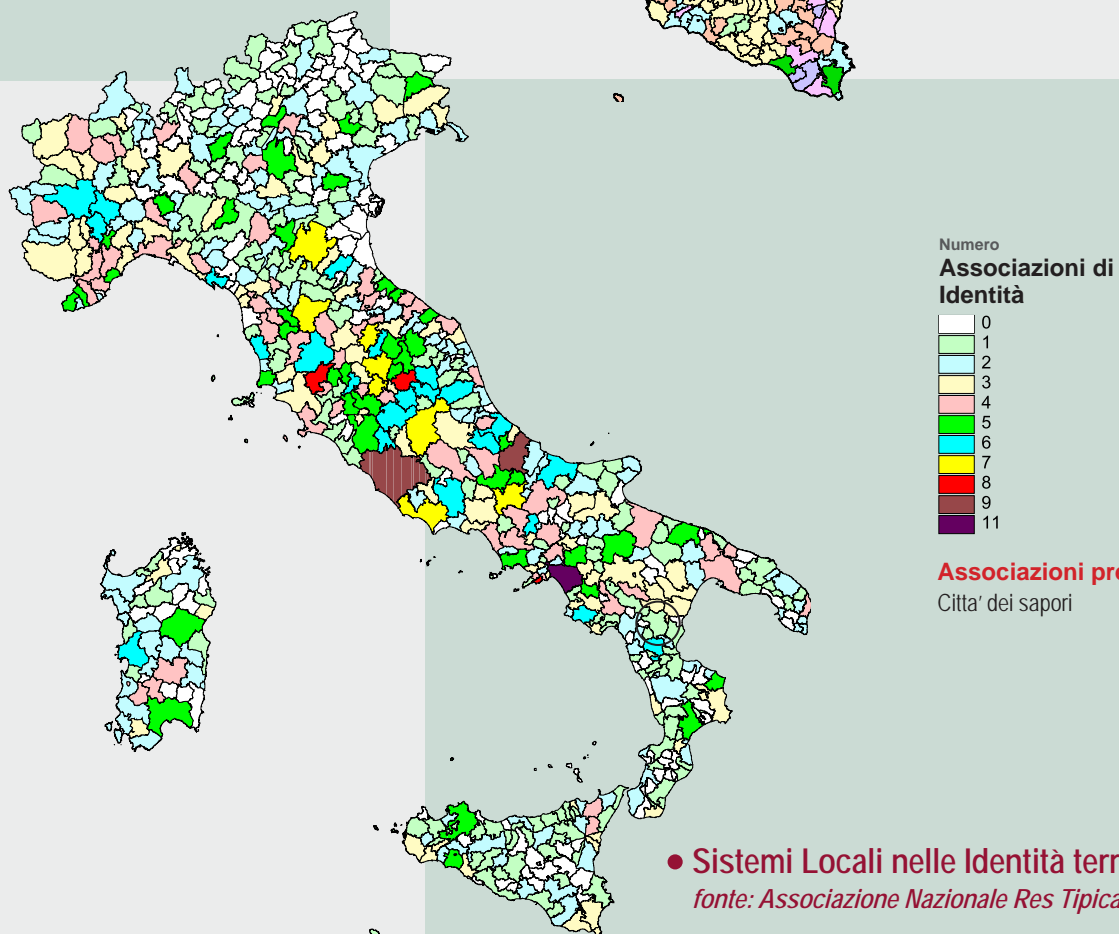 Numero
Associazioni di
Identità
0
1
2
3
4
5
6
7
8
9
11
Associazioni pre
Citta' dei sapori
• Sistemi Locali nelle Identità terr
fonte: Associazione Nazionale Res Tipica